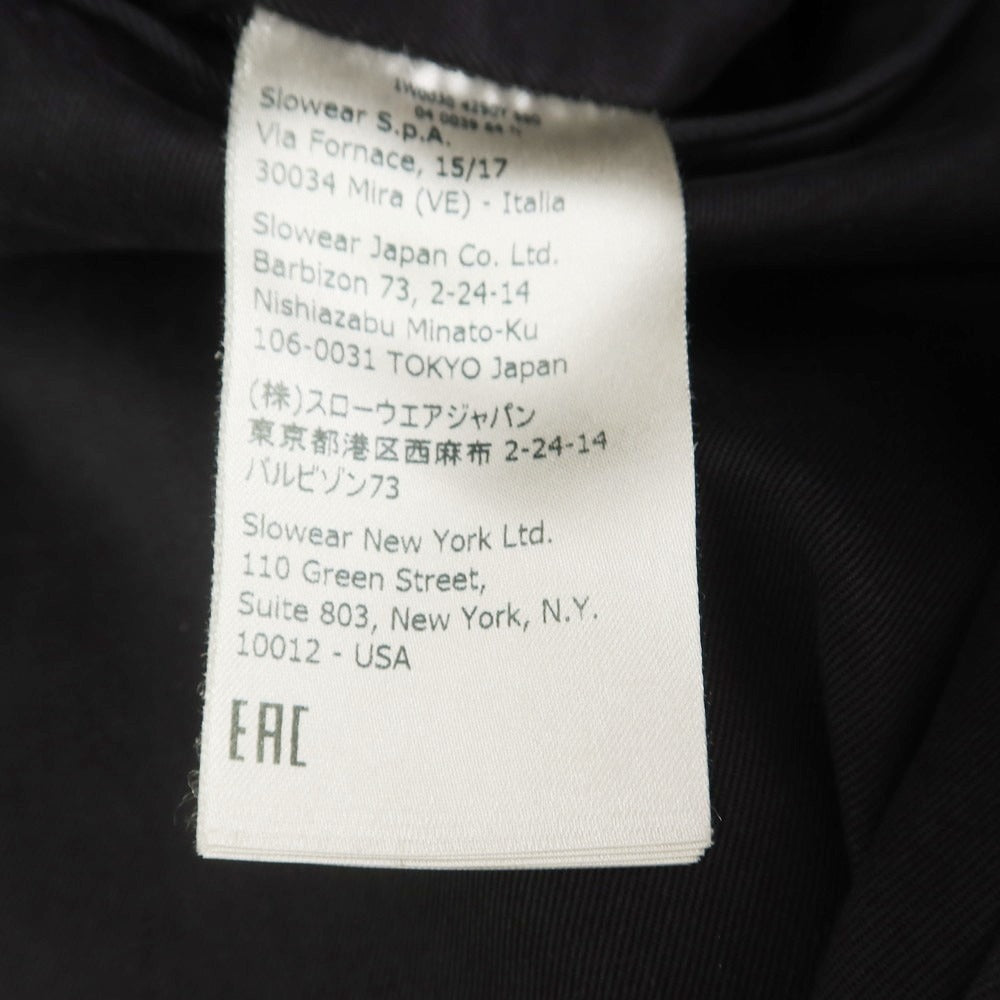 Slowear S.p.A.
Via Fornace, 15/17
30034 Mira (VE) - Italia
Slowear Japan Co. Ltd.
Barbizon 73, 2-24-14
Nishiazabu Minato-Ku
106-0031 TOKYO Japan
(株)スローウエアジャパン
東京都港区西麻布 2-24-14
バルビゾン73
Slowear New York Ltd.
110 Green Street,
Suite 803, New York, N.Y.
10012 - USA
EAC